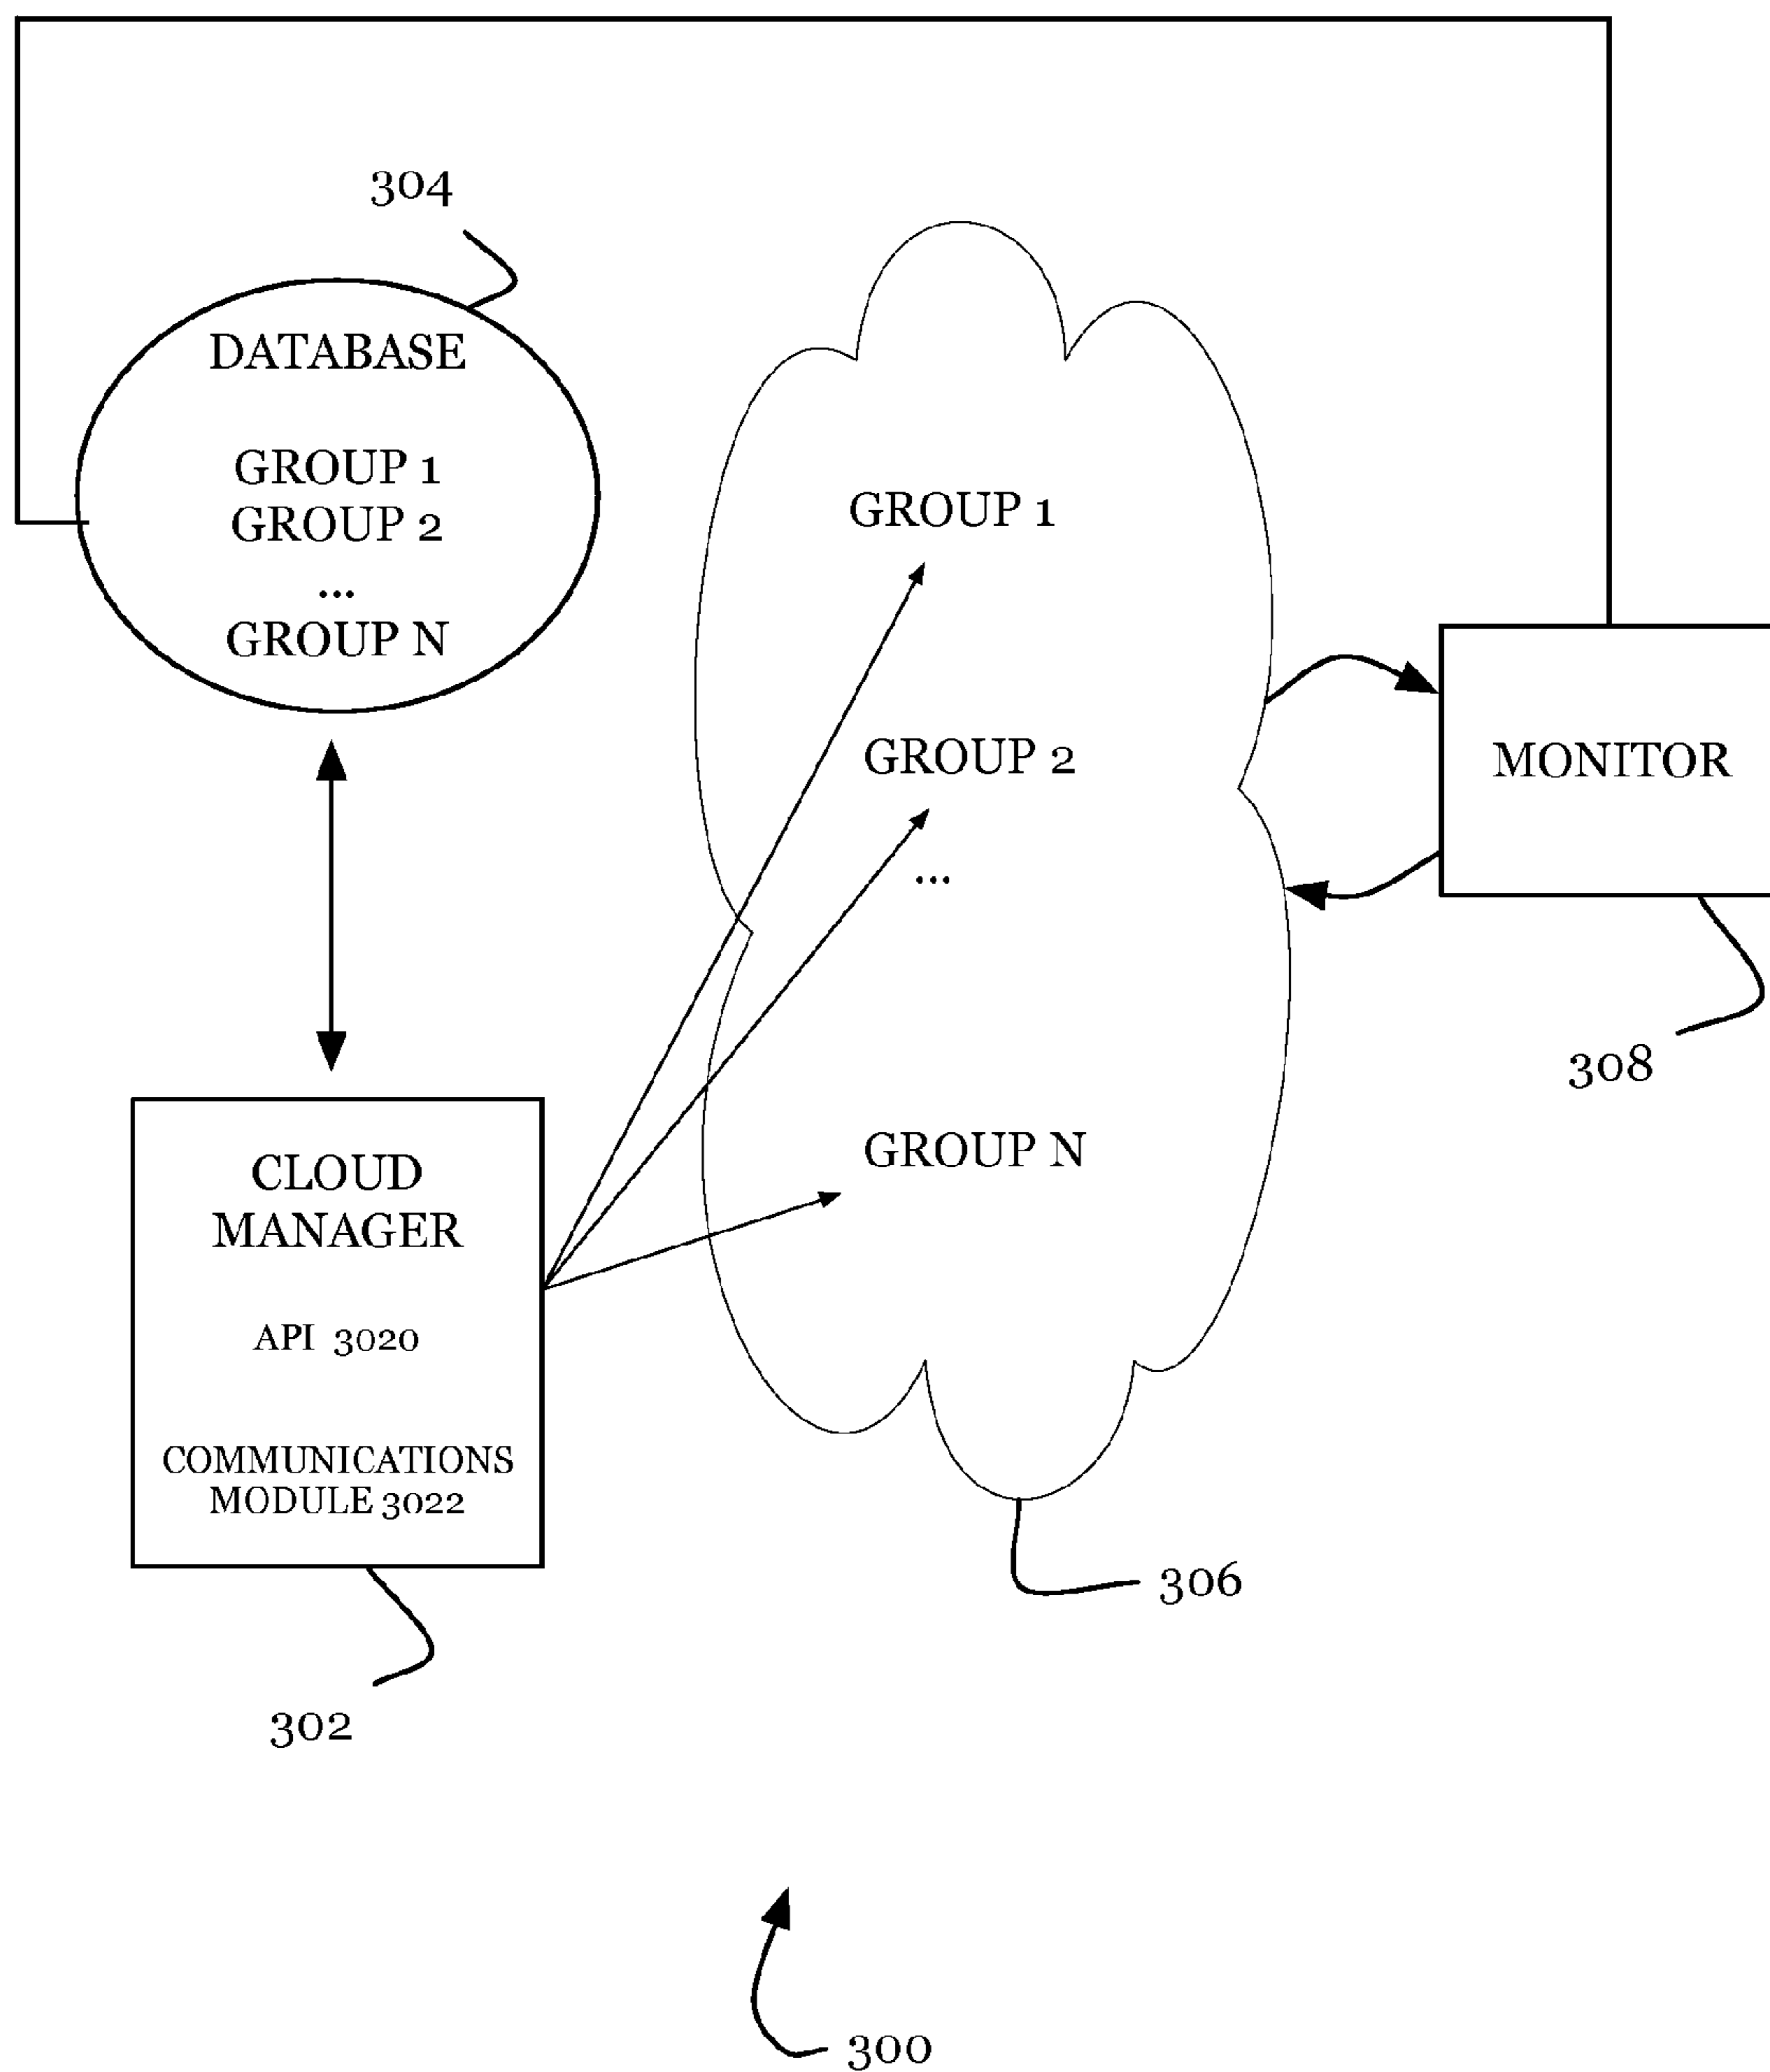 304
DATABASE
GROUP 1
GROUP 2
...
GROUP N
GROUP 1
GROUP 2
...
GROUP N
MONITOR
308
CLOUD
MANAGER
API 3020
COMMUNICATIONS
MODULE 3022
306
302
300